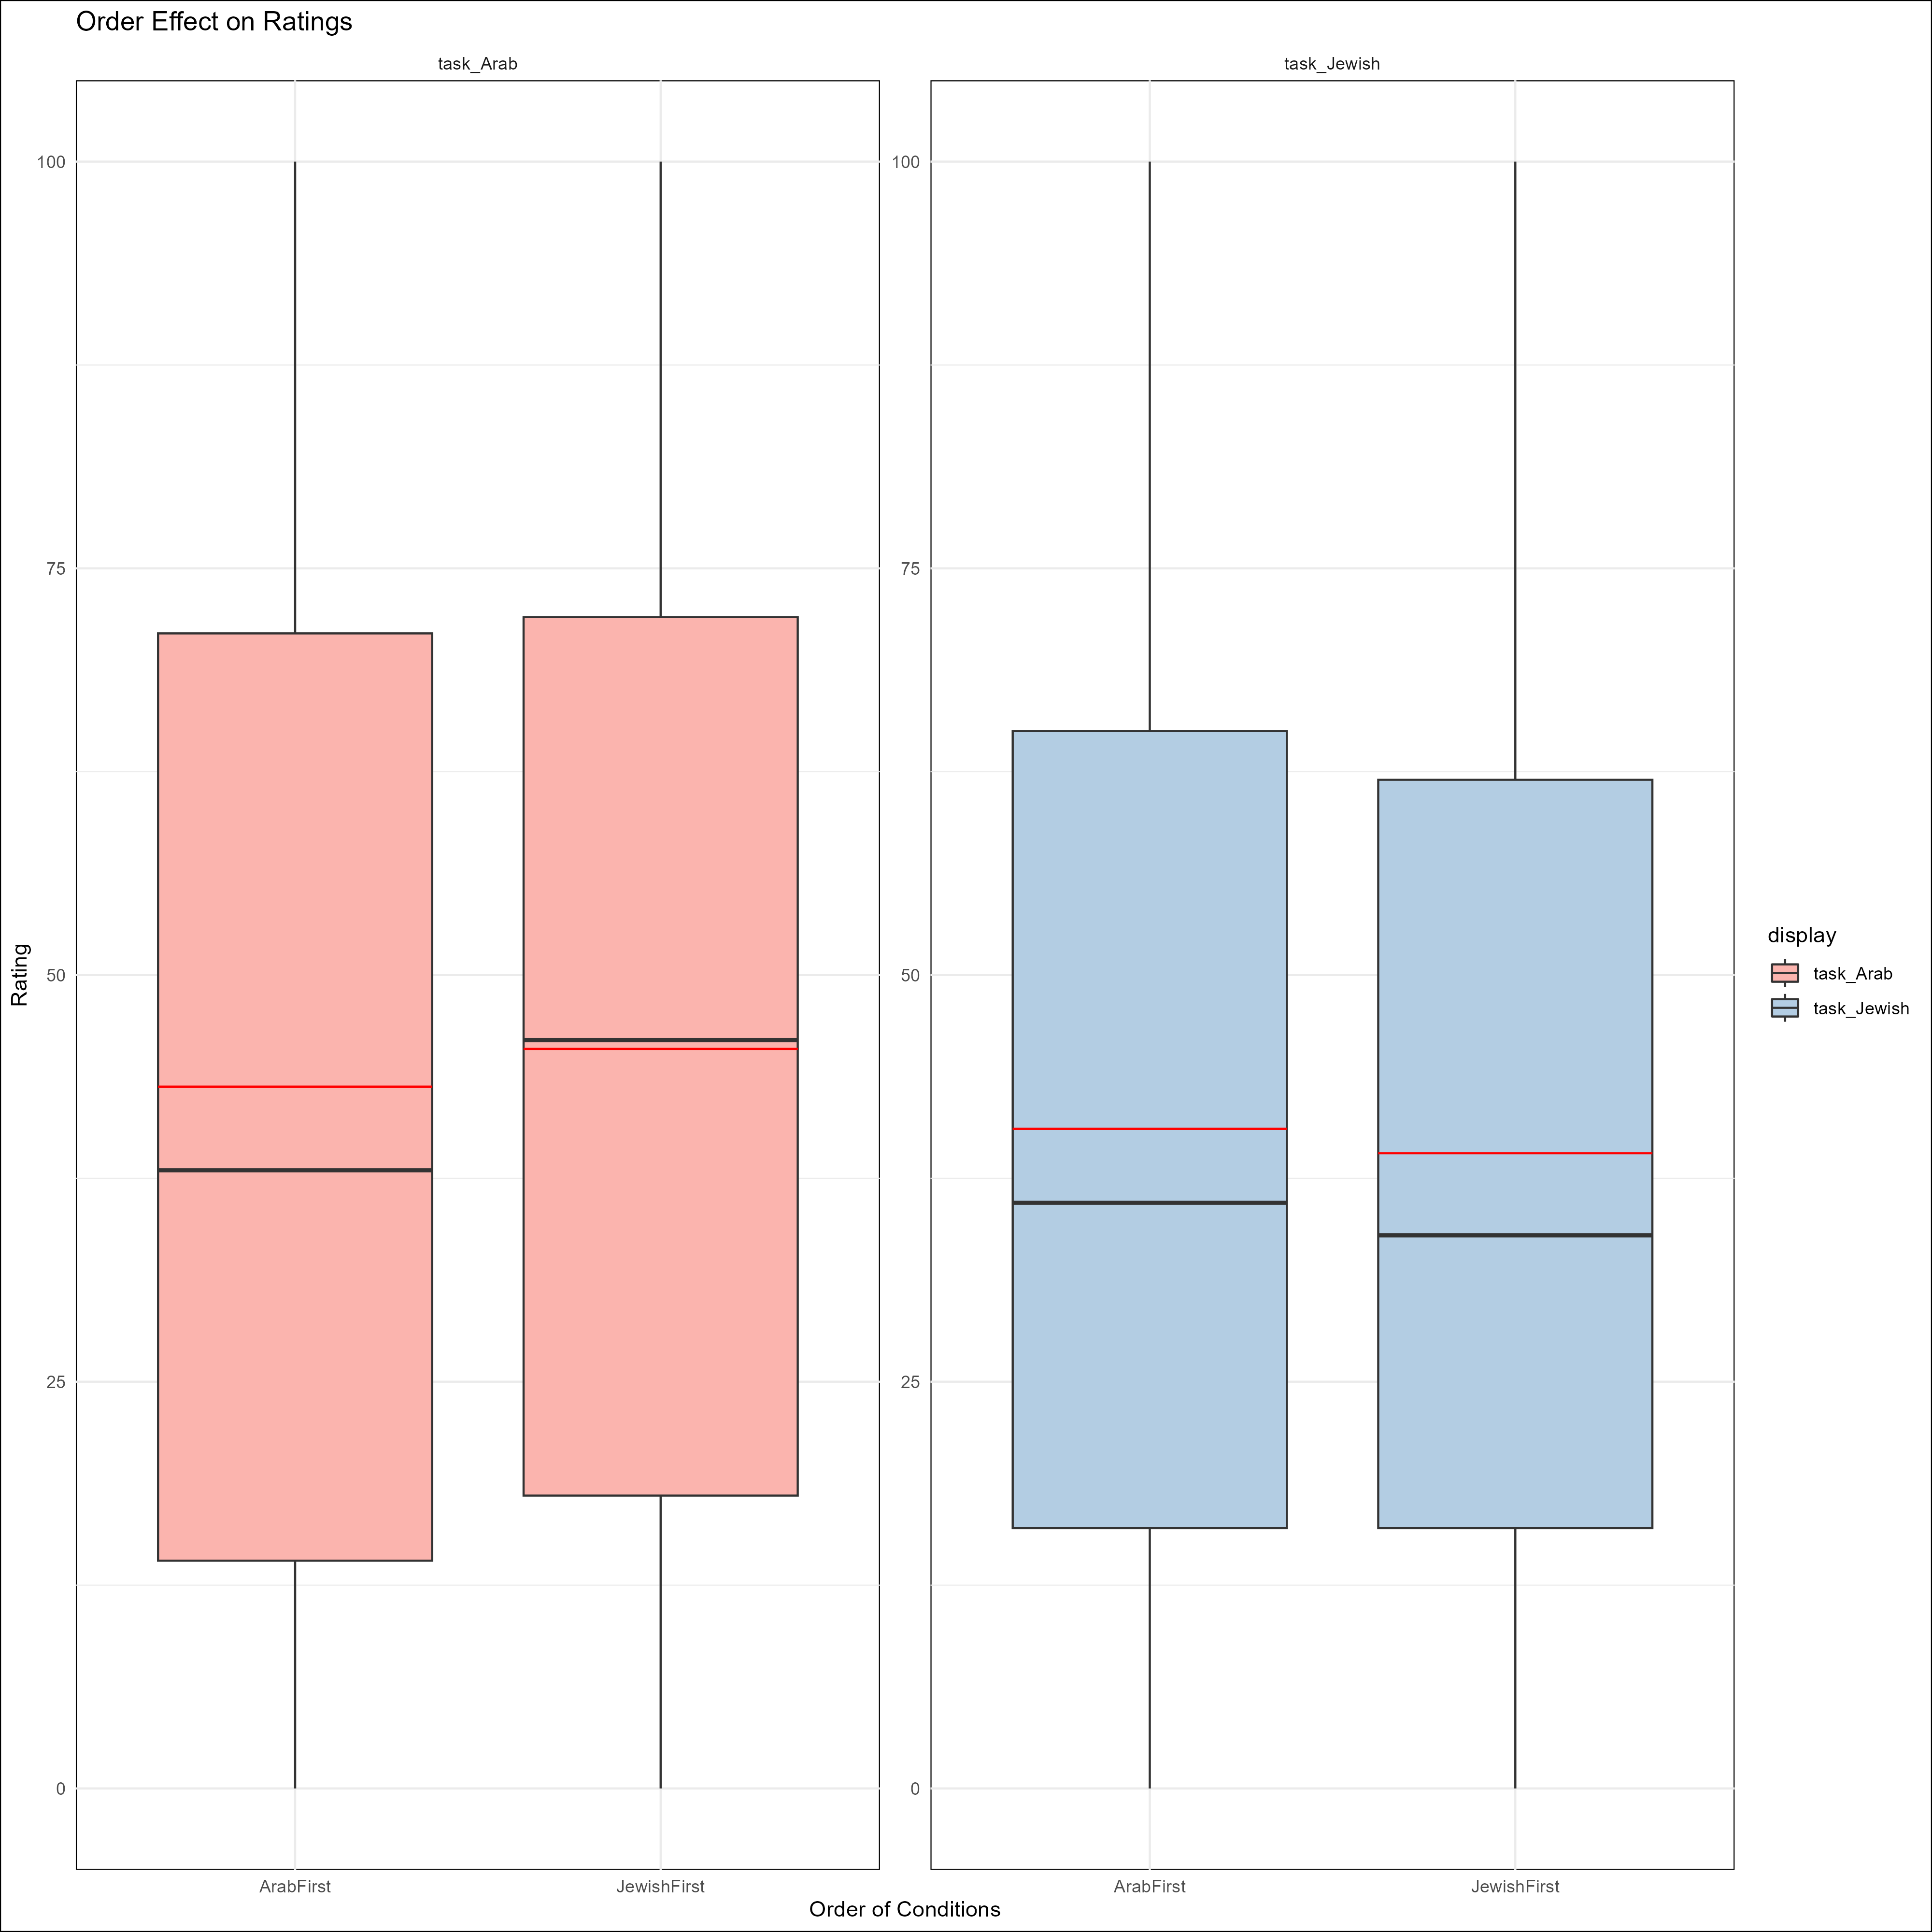 Order Effect on Ratings
task_Arab
task_Jewish
100
75
50
25
0
100
75
50
25
0
Rating
ArabFirst
JewishFirst
ArabFirst
JewishFirst
Order of Conditions
display
task_Arab
task_Jewish